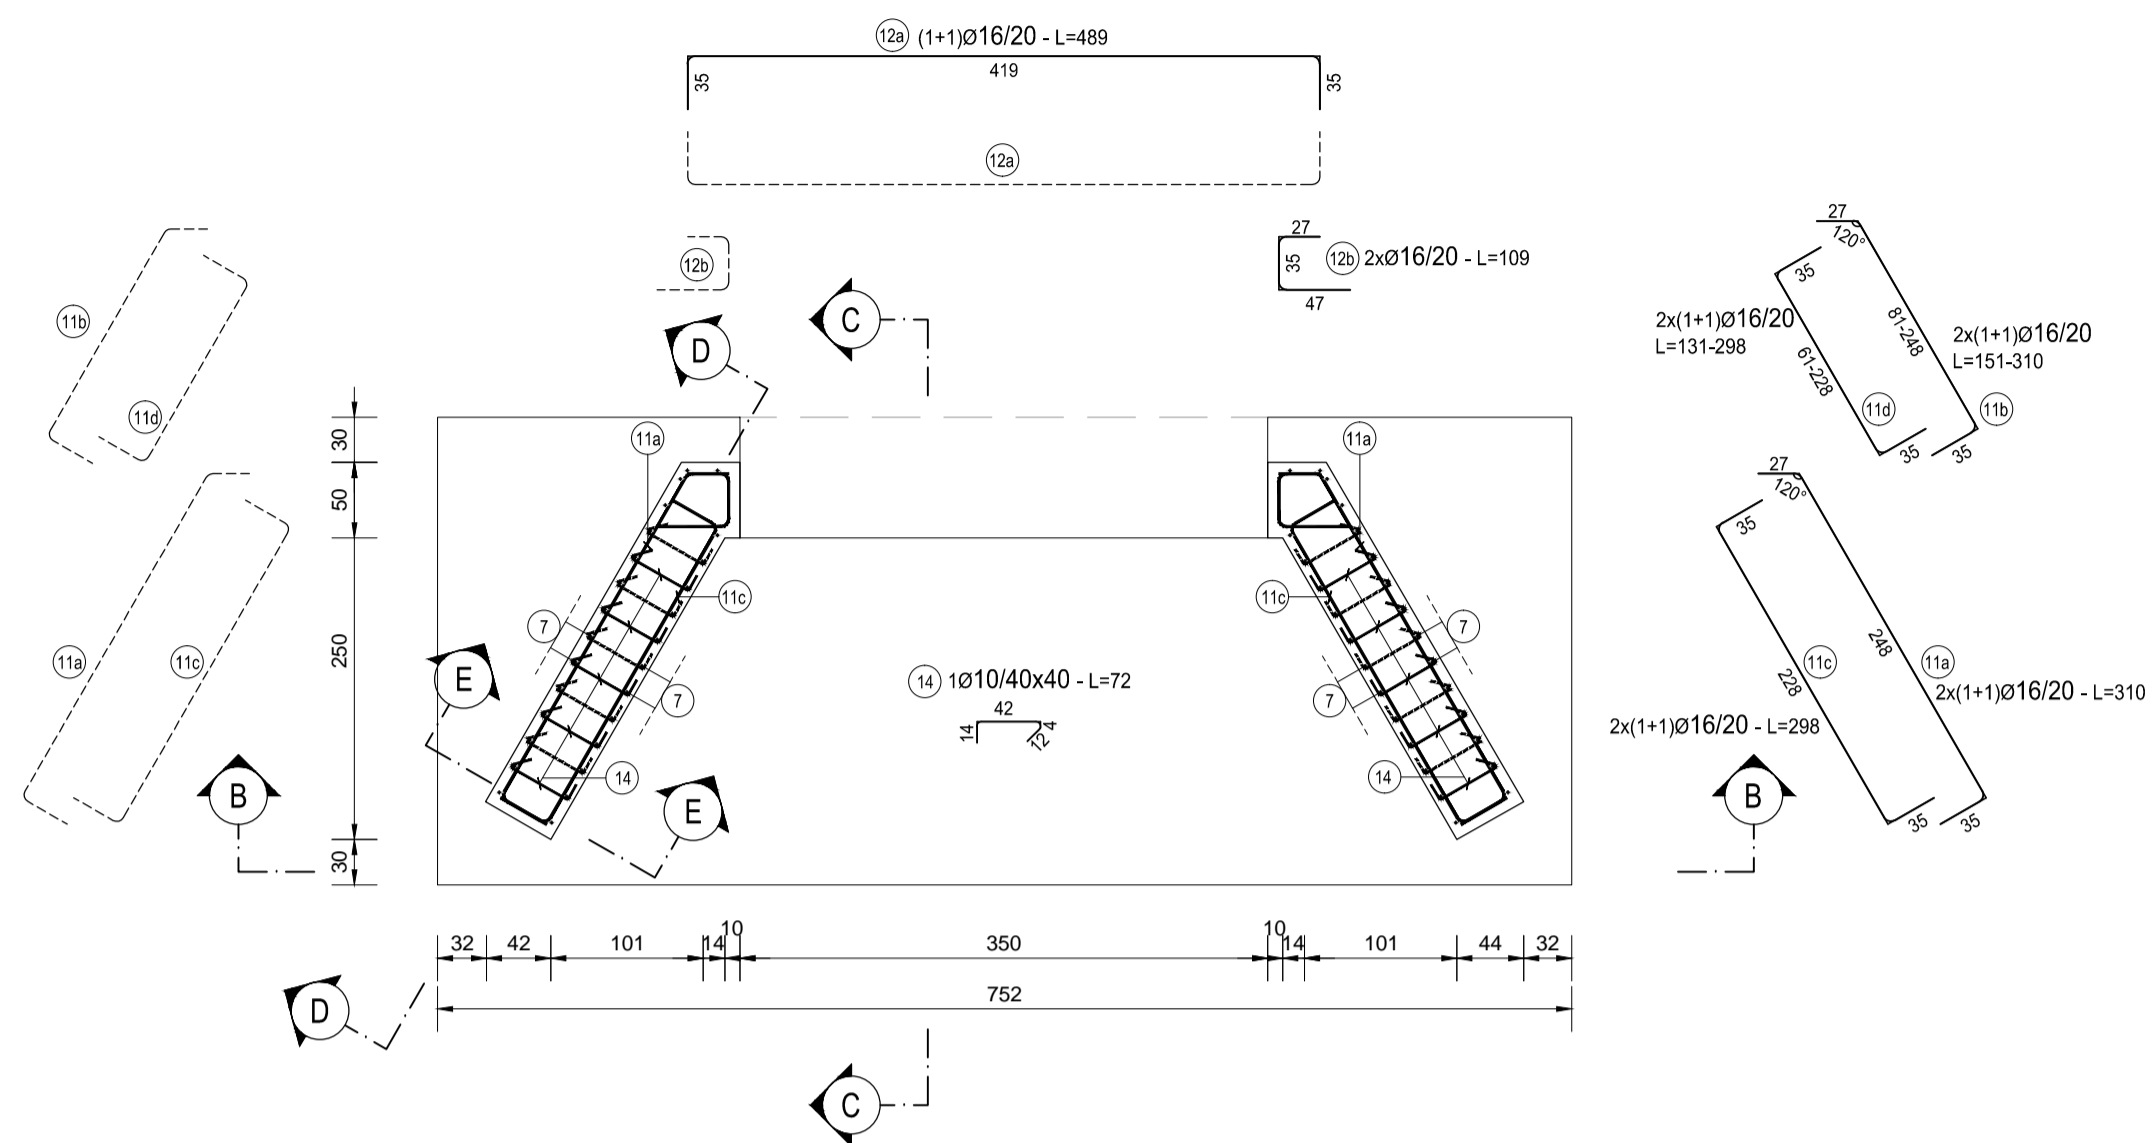 12a (1+1)Ø16/20 - L=489
419
35
35
12a
27
12b
35
12b 2xØ16/20 - L=109
47
27
120°
35
11b
C
D
2x(1+1)Ø16/20
L=131-298
81-248
2x(1+1)Ø16/20
L=151-310
61-228
11d
11d
11b
35
35
30
11a
11a
27
120°
50
35
11c
11c
7
7
250
11a
11c
E
14 1Ø10/40x40 - L=72
42
14
12
4
7
7
11c
248
11a
228
2x(1+1)Ø16/20 - L=310
2x(1+1)Ø16/20 - L=298
14
14
B
E
B
35
35
30
32 42 101 14 10 350 10 14 101 44 32
752
D
C